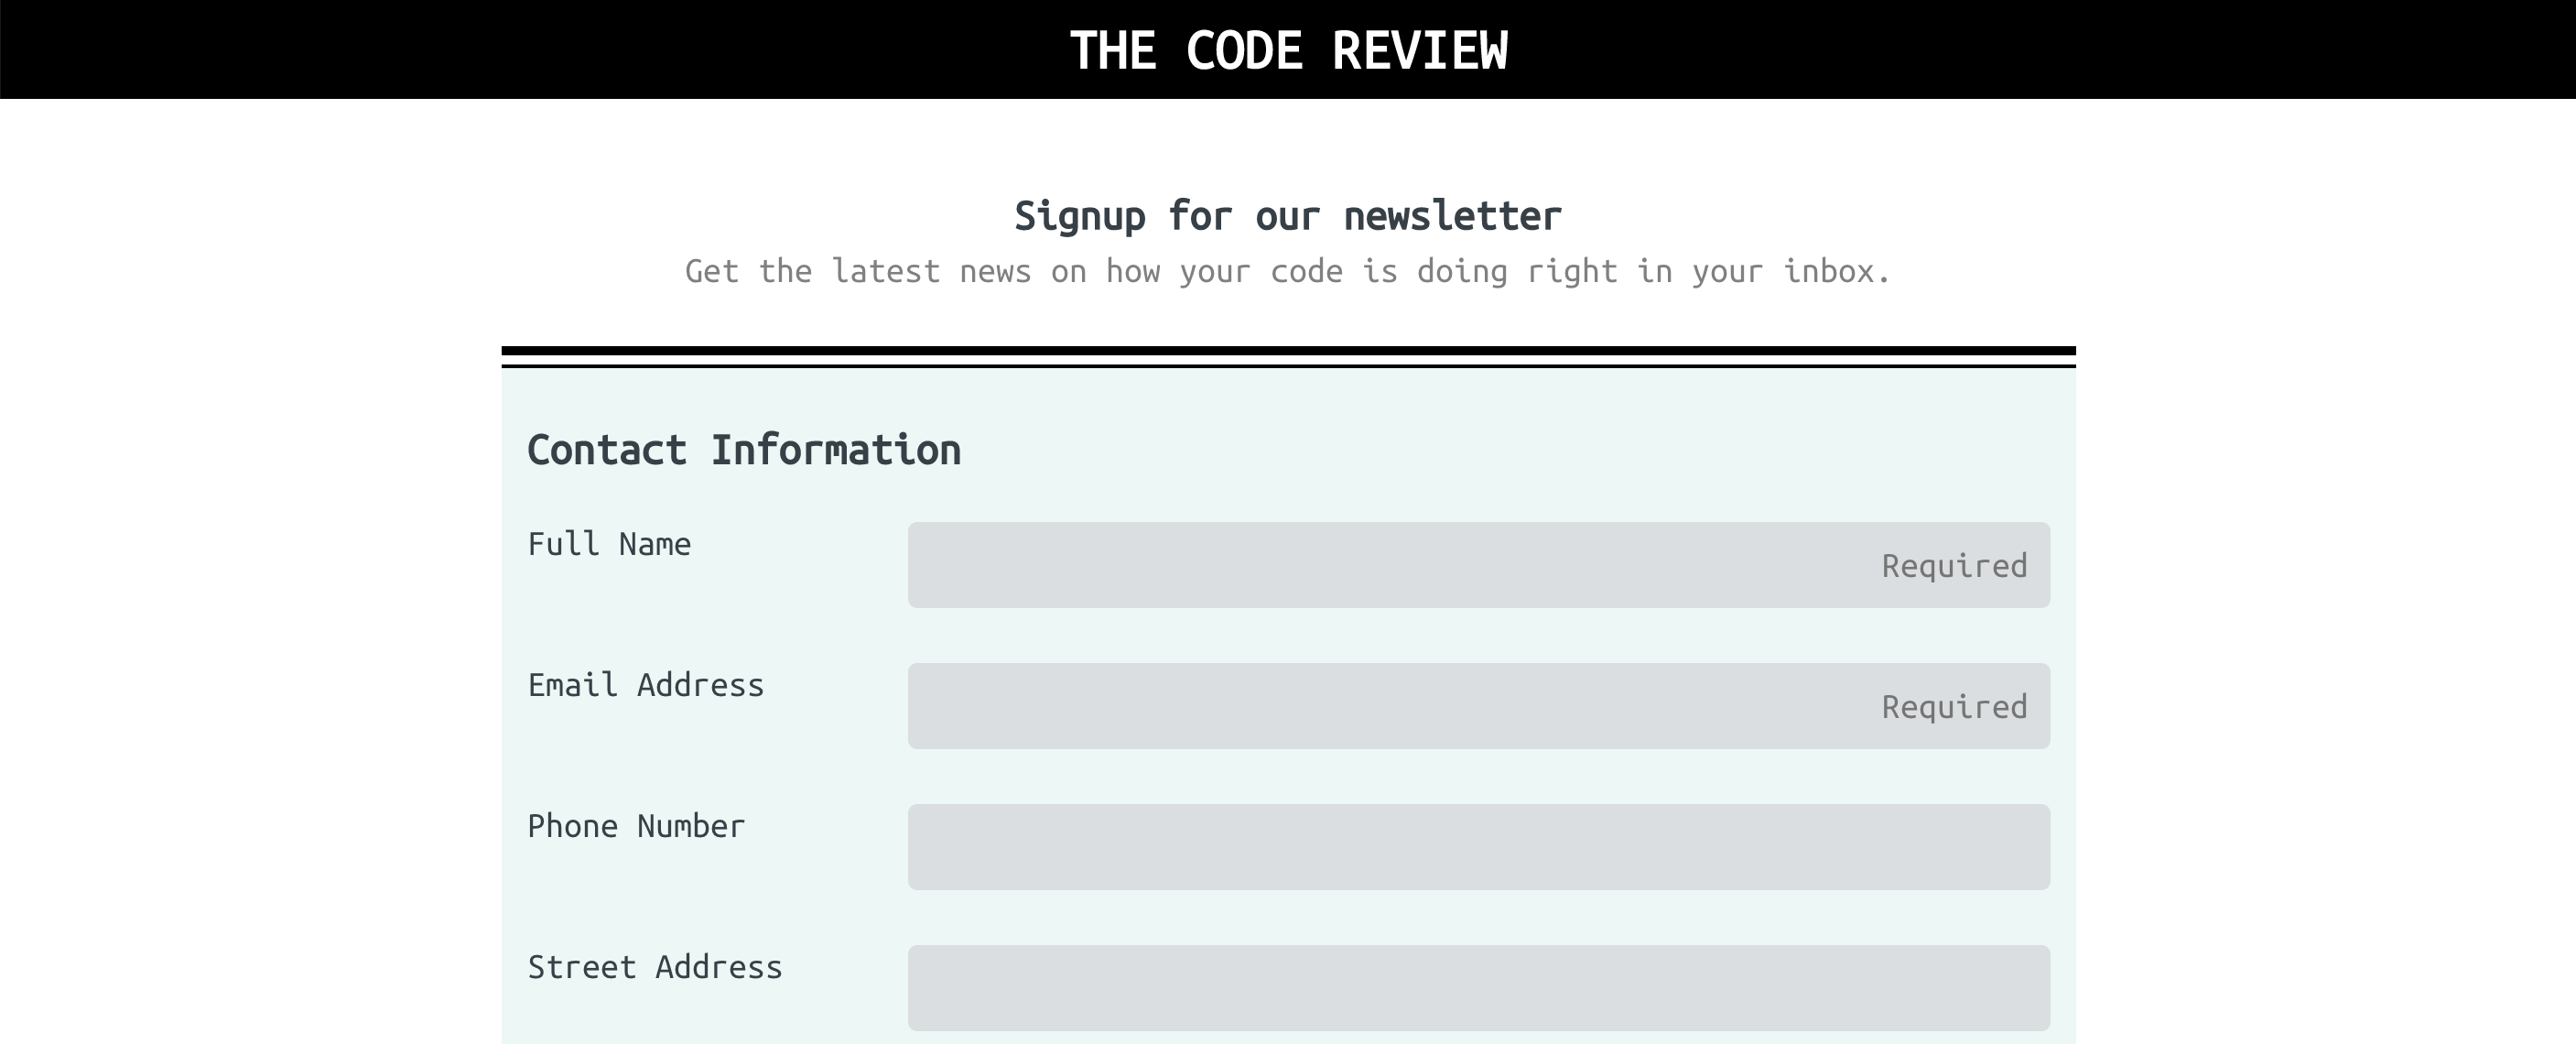 THE CODE REVIEW
Signup for our newsletter
Get the latest news on how your code is doing right in your inbox.
Contact Information
Full Name
Required
Email Address
Required
Phone Number
Street Address